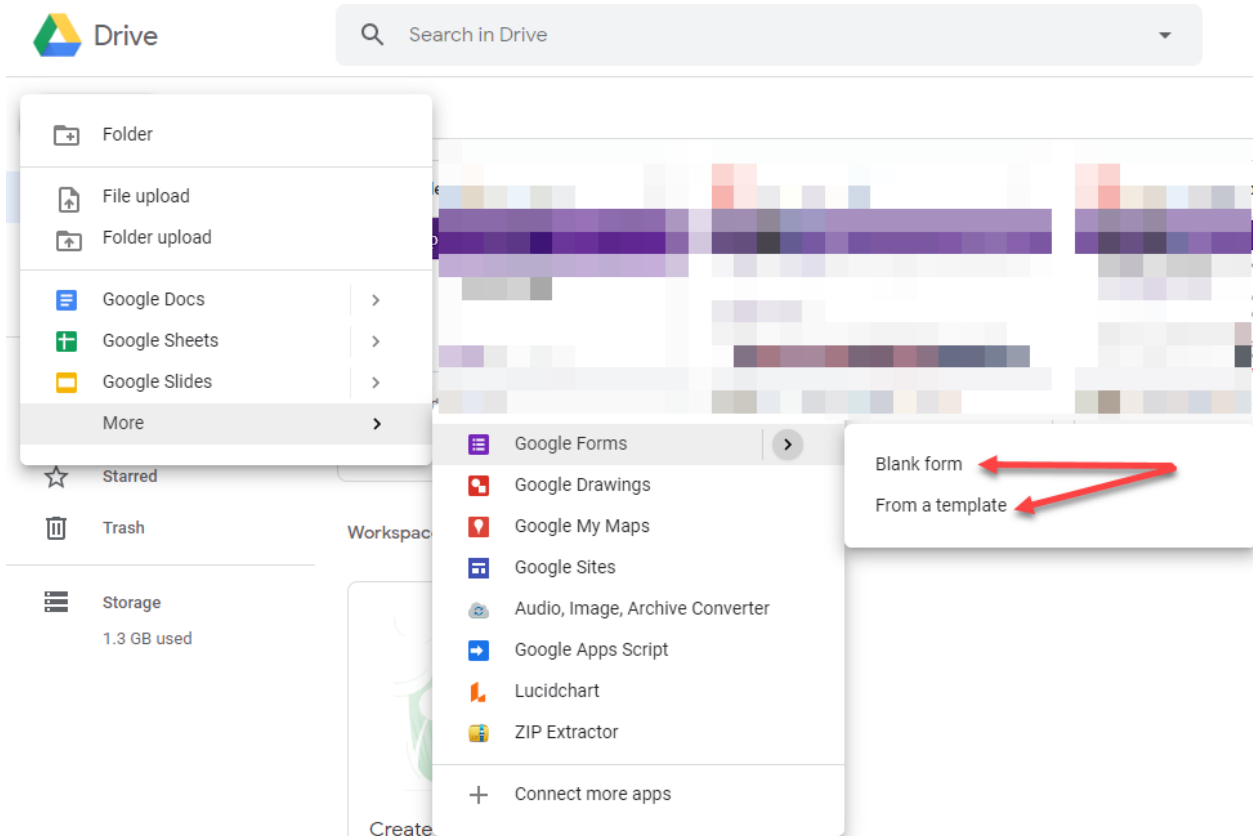 Drive
Search in Drive
Folder
File upload
Folder upload
Google Docs
Google Sheets
Google Slides
More
Starred
Trash
Storage
1.3 GB used
Google Forms
Google Drawings
Google My Maps
Google Sites
Audio, Image, Archive Converter
Google Apps Script
Lucidchart
ZIP Extractor
Connect more apps
Blank form
From a template
Workspac
Create